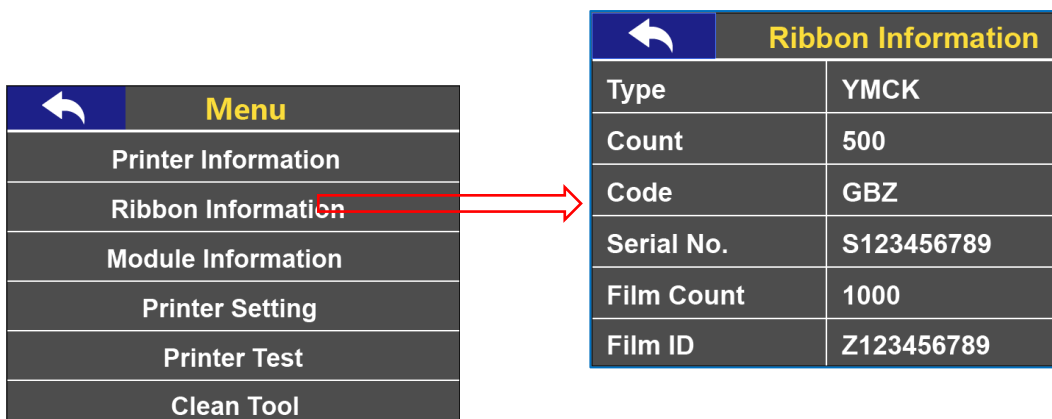 Menu
Printer Information
Ribbon Information
Module Information
Printer Setting
Printer Test
Clean Tool
Ribbon Information
Type YMCK
Count 500
Code GBZ
Serial No. S123456789
Film Count 1000
Film ID Z123456789